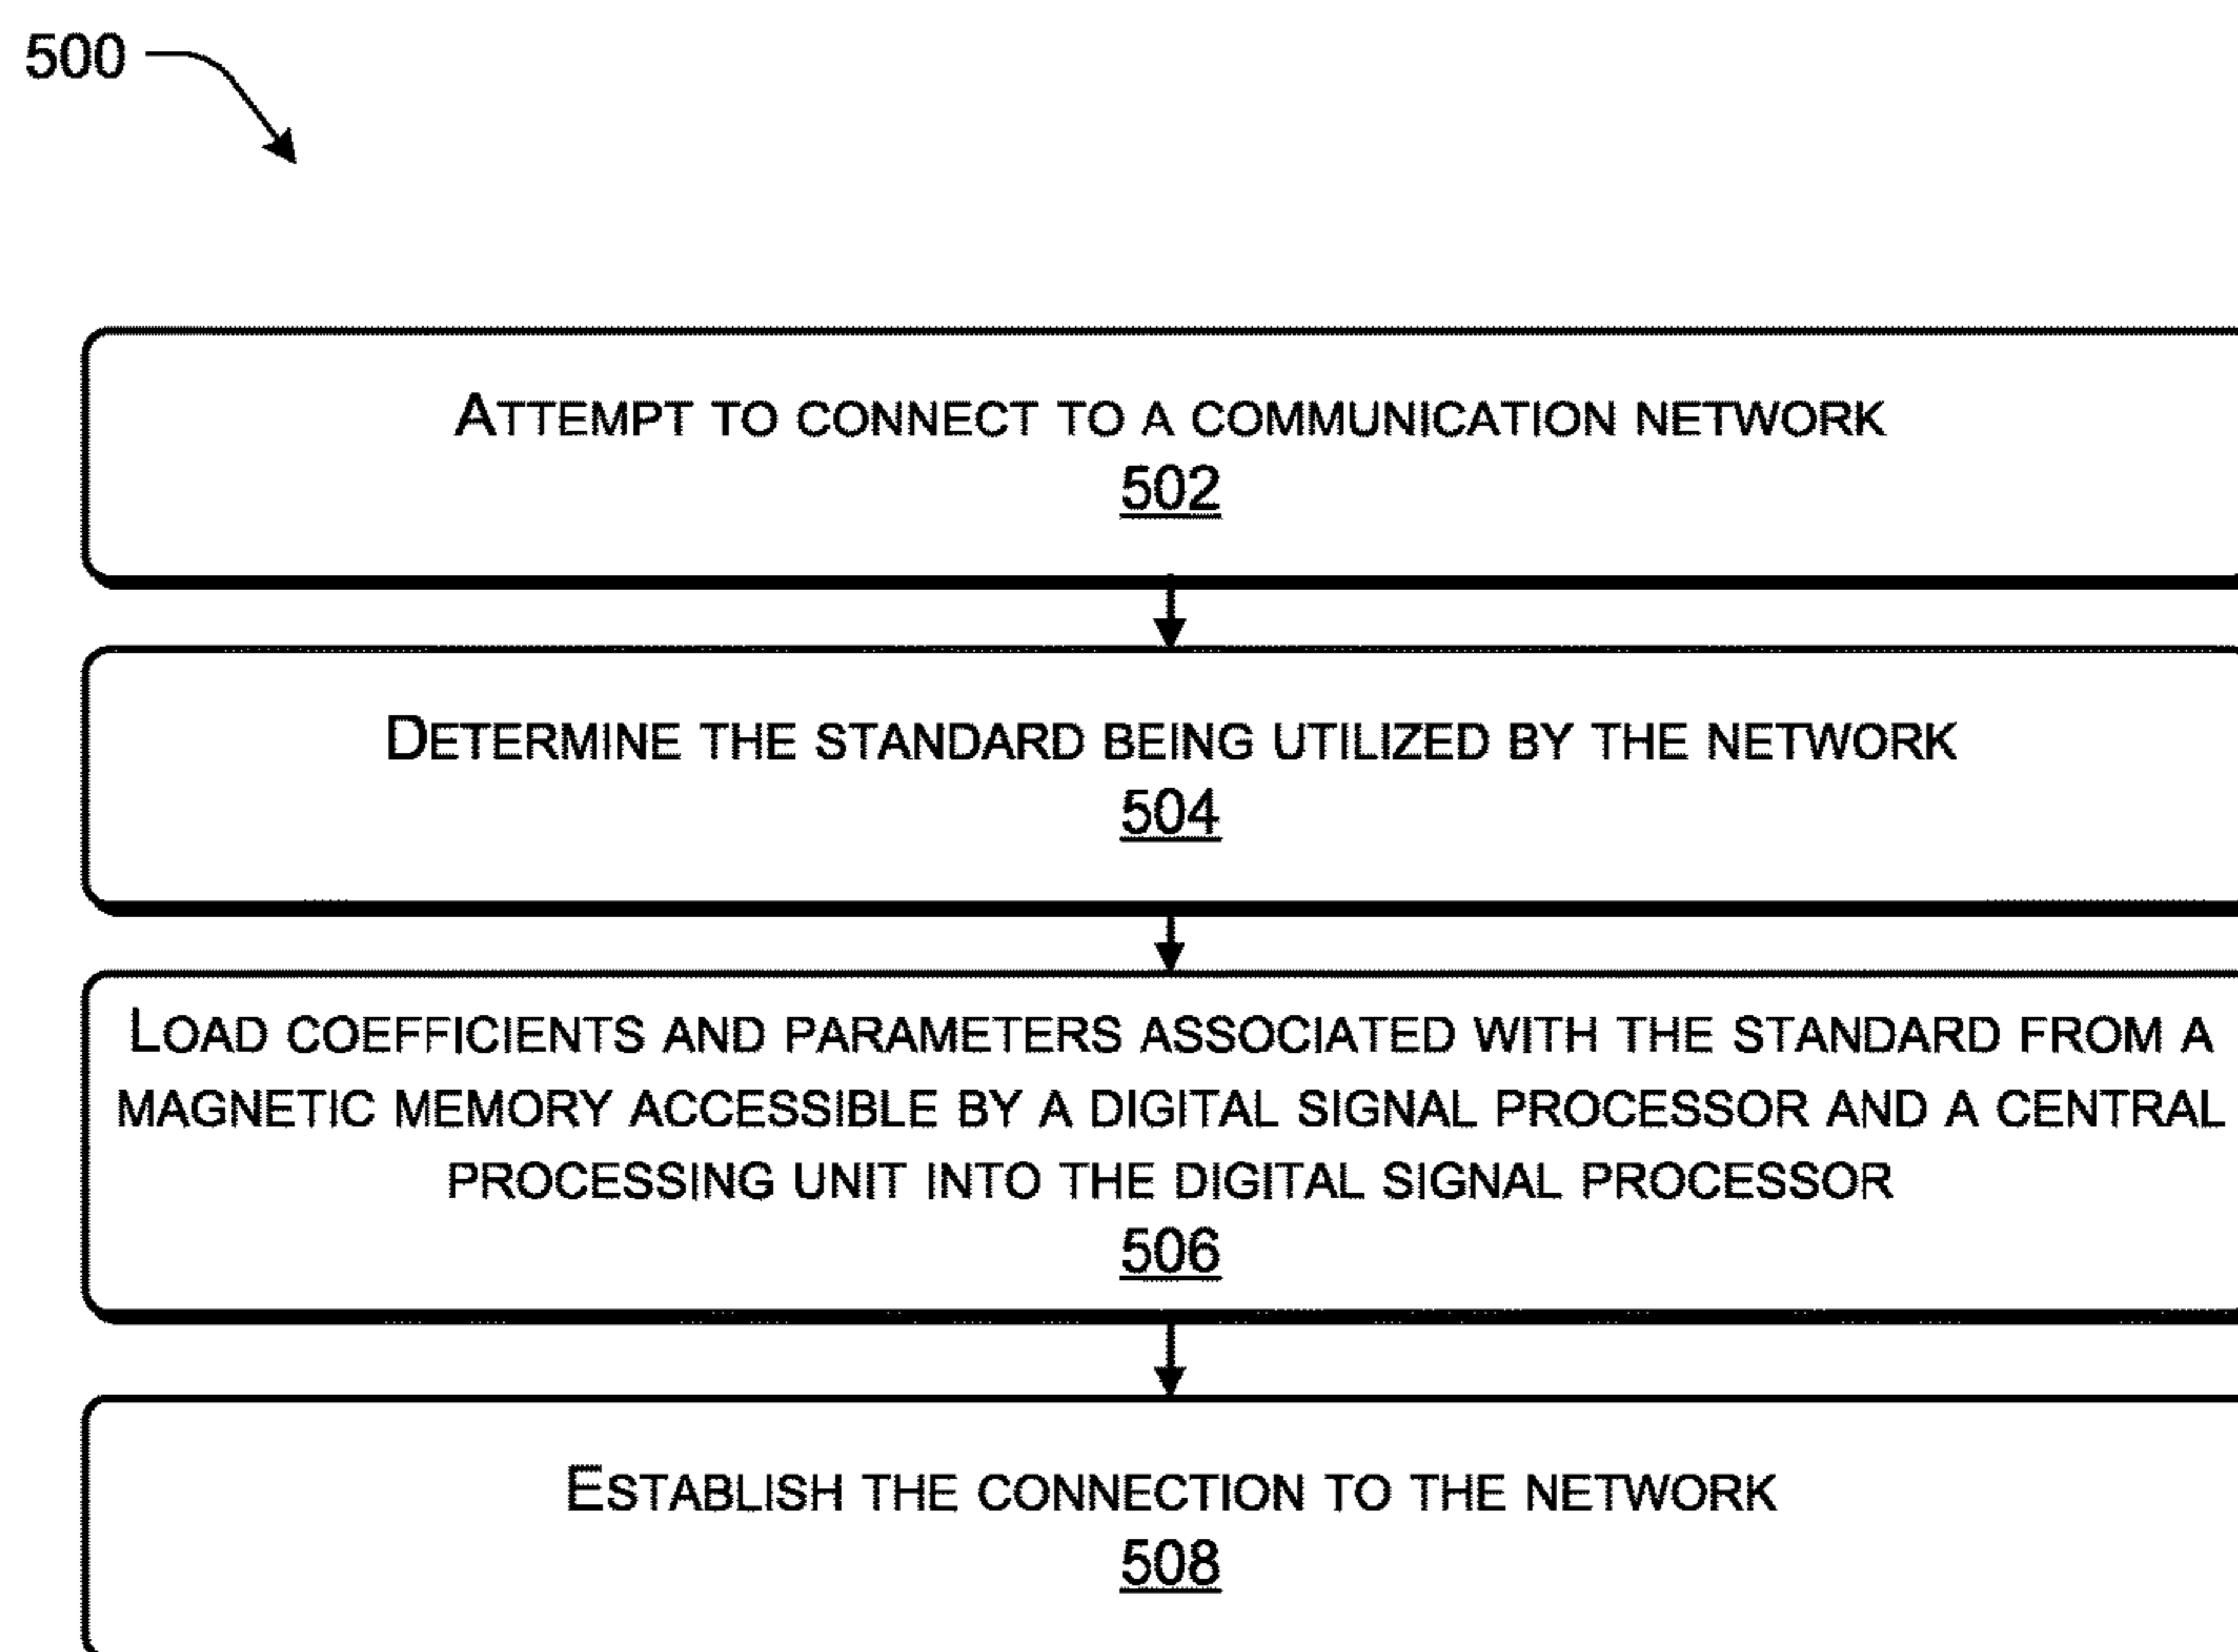 500
ATTEMPT TO CONNECT TO A COMMUNICATION NETWORK
502
DETERMINE THE STANDARD BEING UTILIZED BY THE NETWORK
504
LOAD COEFFICIENTS AND PARAMETERS ASSOCIATED WITH THE STANDARD FROM A
MAGNETIC MEMORY ACCESSIBLE BY A DIGITAL SIGNAL PROCESSOR AND A CENTRAL
PROCESSING UNIT INTO THE DIGITAL SIGNAL PROCESSOR
506
ESTABLISH THE CONNECTION TO THE NETWORK
508